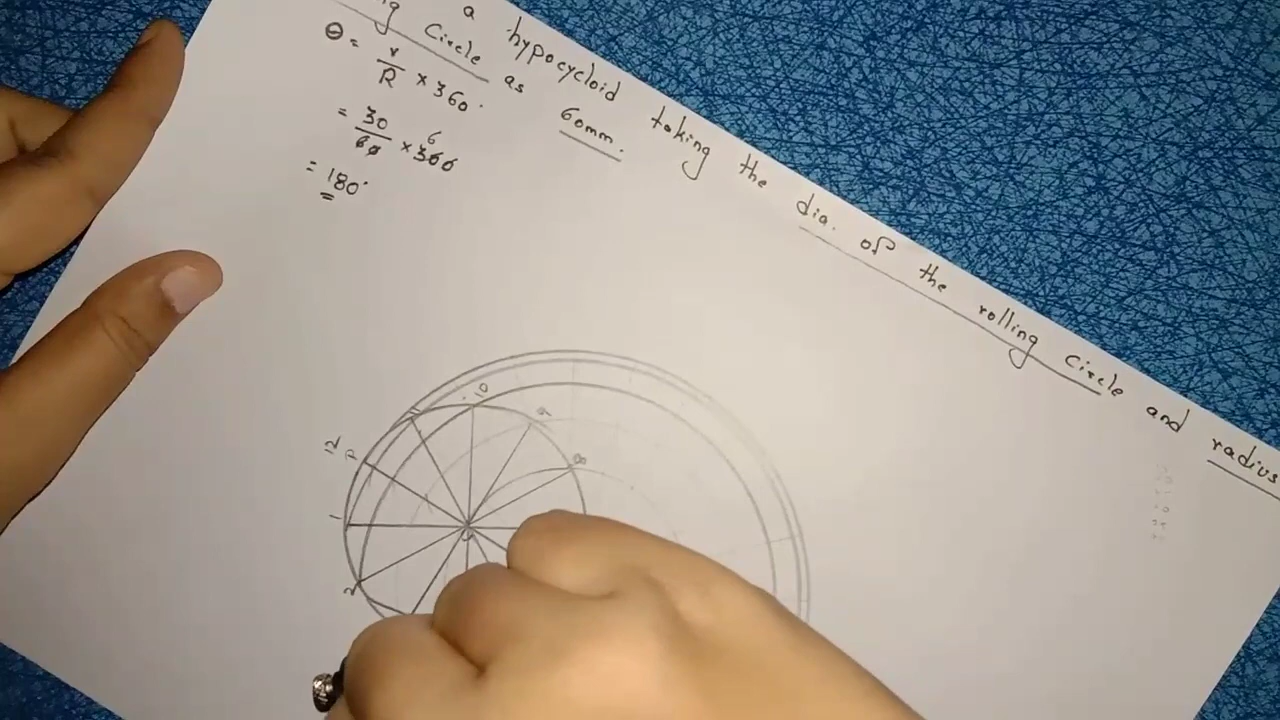 a hypocycloid taking the dia. of the rolling circle and radius
Circle as 60mm.
θ = r/R × 360°
= 30/60 × 360
= 180°
12
P
11
10
9
8
1
2